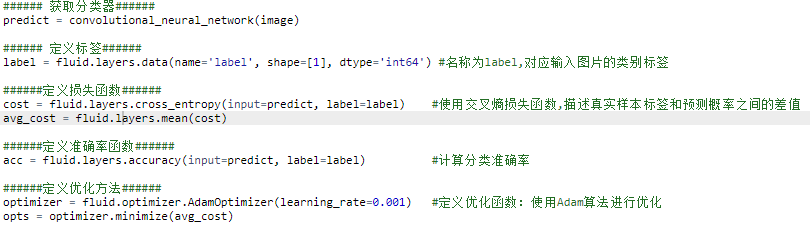 ###### 获取分类器######
predict = convolutional_neural_network(image)
###### 定义标签######
label = fluid.layers.data(name='label', shape=[1], dtype='int64') #名称为label,对应输入图片的类别标签
######定义损失函数######
cost = fluid.layers.cross_entropy(input=predict, label=label) #使用交叉熵损失函数,描述真实样本标签和预测概率之间的差值
avg_cost = fluid.layers.mean(cost)
######定义准确率函数######
acc = fluid.layers.accuracy(input=predict, label=label) #计算分类准确率
######定义优化方法######
optimizer = fluid.optimizer.AdamOptimizer(learning_rate=0.001) #定义优化函数：使用Adam算法进行优化
opts = optimizer.minimize(avg_cost)